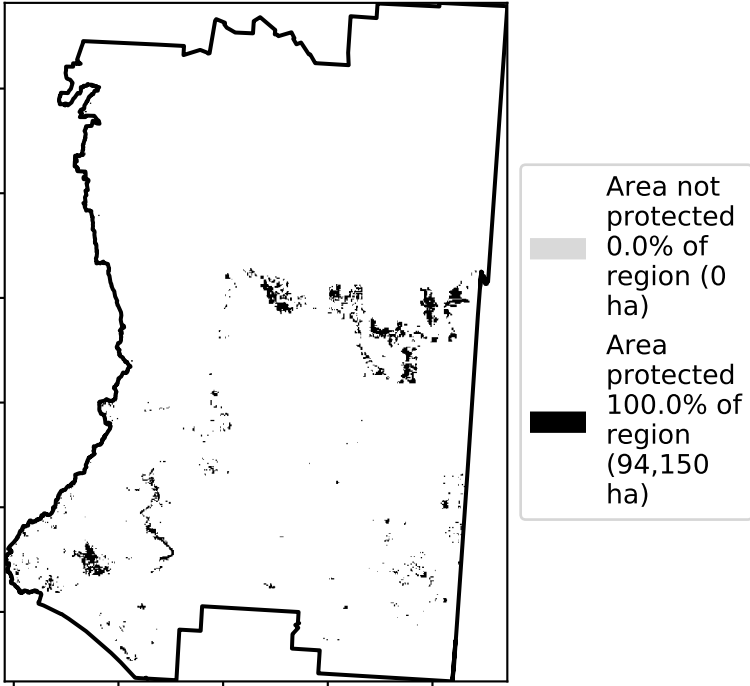 Area not
protected
0.0% of
region (0
ha)
Area
protected
100.0% of
region
(94,150
ha)